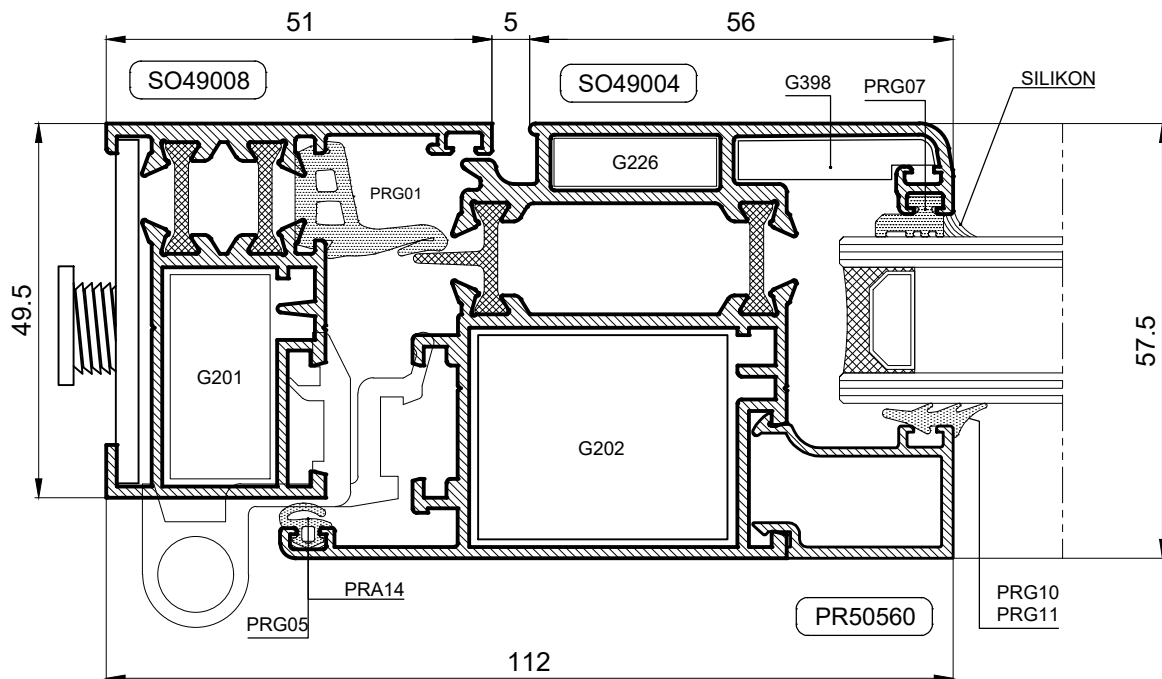 51
5
56
SO49008
SO49004
G398
PRG07
SILIKON
G226
PRG01
49.5
57.5
G201
G202
PRA14
PRG05
PRG10
PRG11
PR50560
112